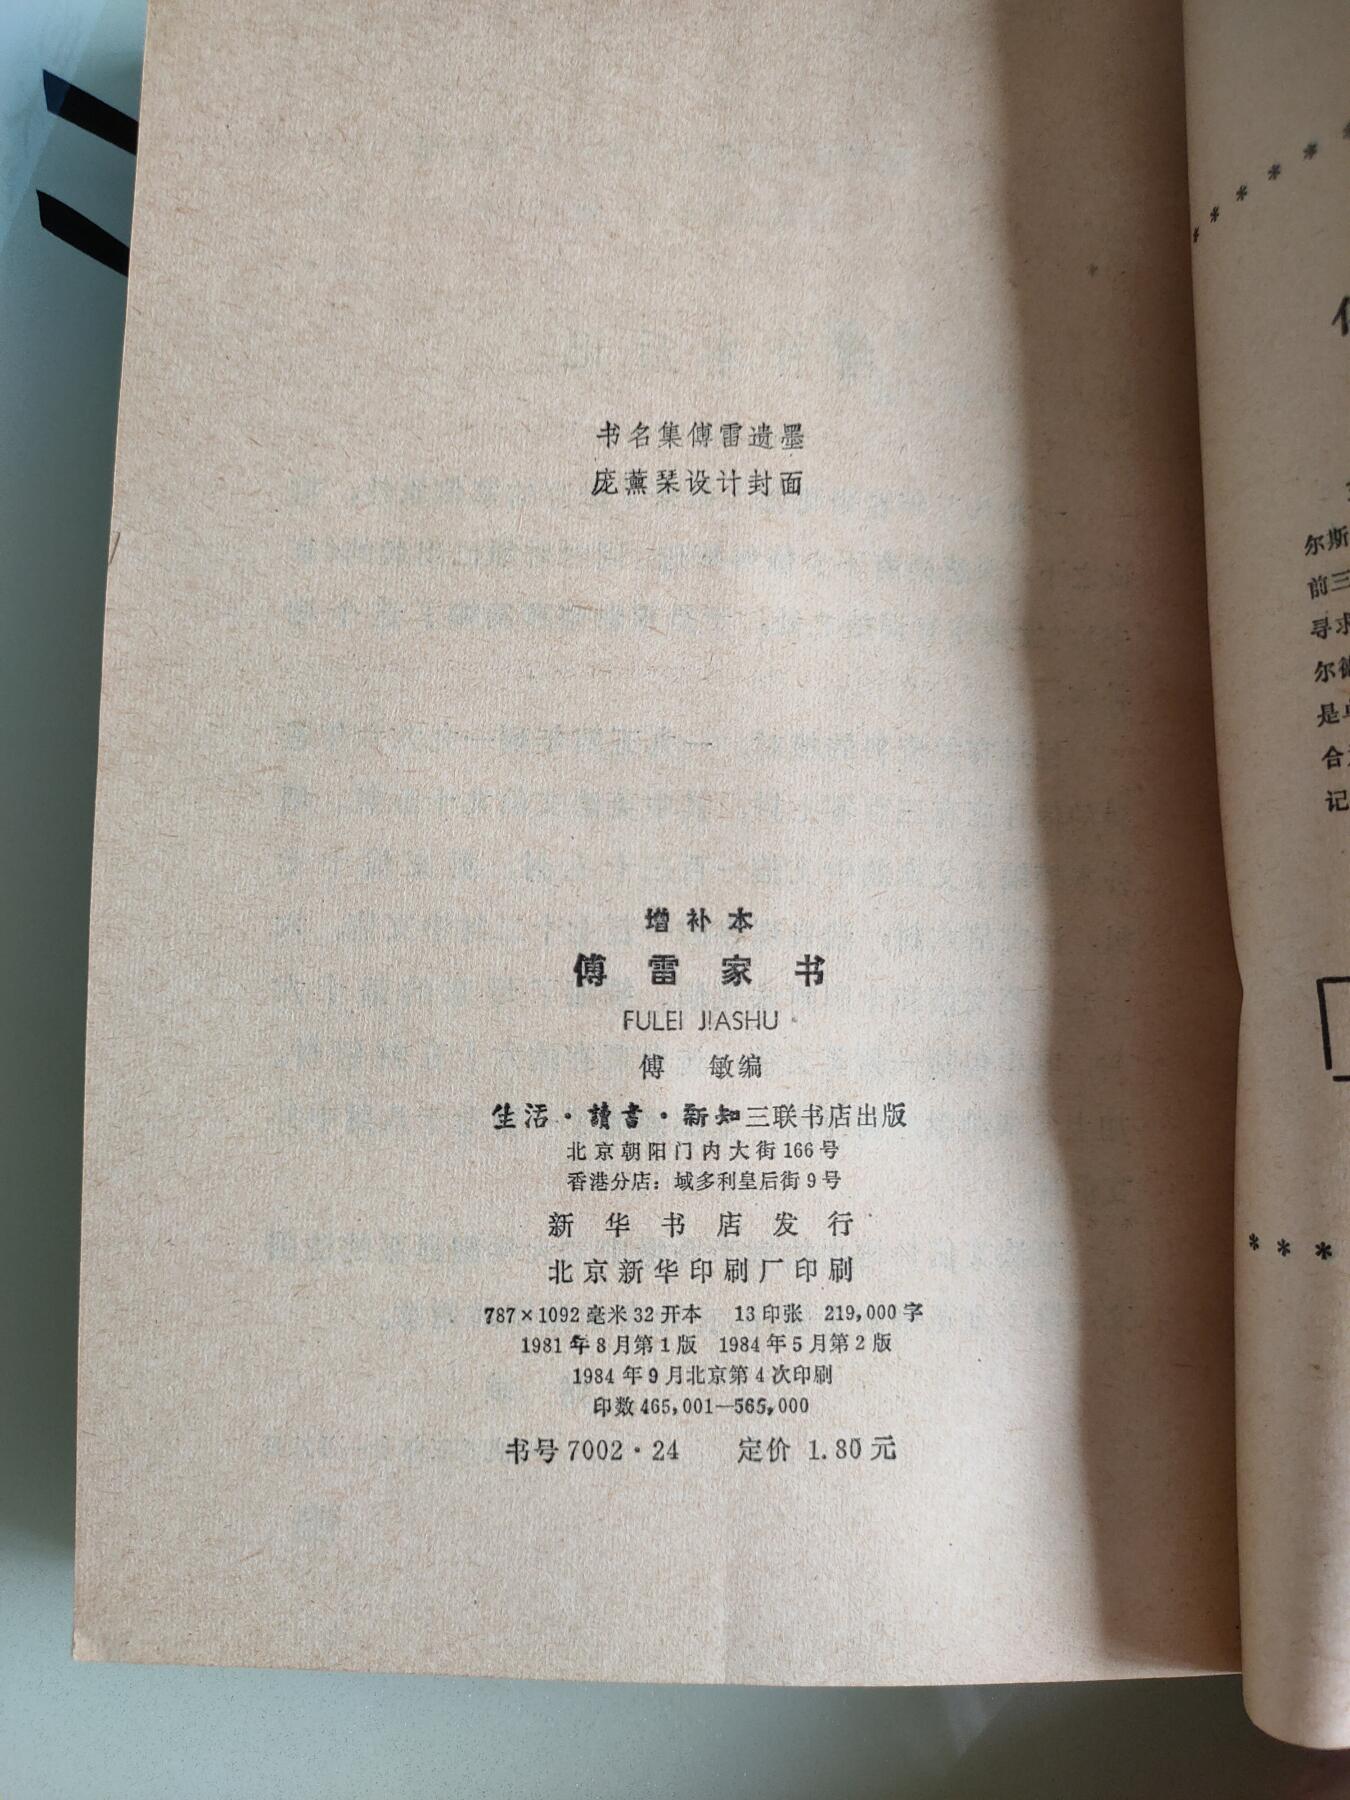 书名集傅雷遗墨
庞薰琹设计封面
增补本
傅雷家书
FULEI JIASHU
傅 敏编
生活·讀書·新知三联书店出版
北京朝阳门内大街166号
香港分店：域多利皇后街9号
新华书店发行
北京新华印刷厂印刷
787×1092毫米32开本 13印张 219,000字
1981年8月第1版 1984年5月第2版
1984年9月北京第4次印刷
印数465,001—565,000
书号7002·24 定价 1.80元
尔斯
前三
寻求
尔德
是
合
记